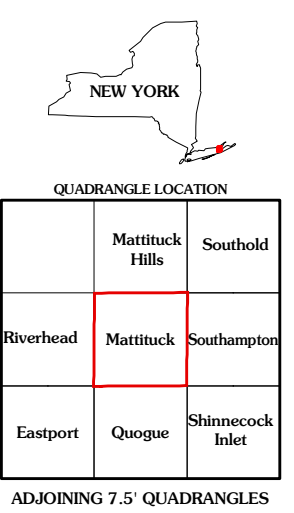 NEW YORK
QUADRANGLE LOCATION
Mattituck
Hills
Southold
Riverhead
Mattituck
Southampton
Eastport
Quogue
Shinnecock
Inlet
ADJOINING 7.5' QUADRANGLES